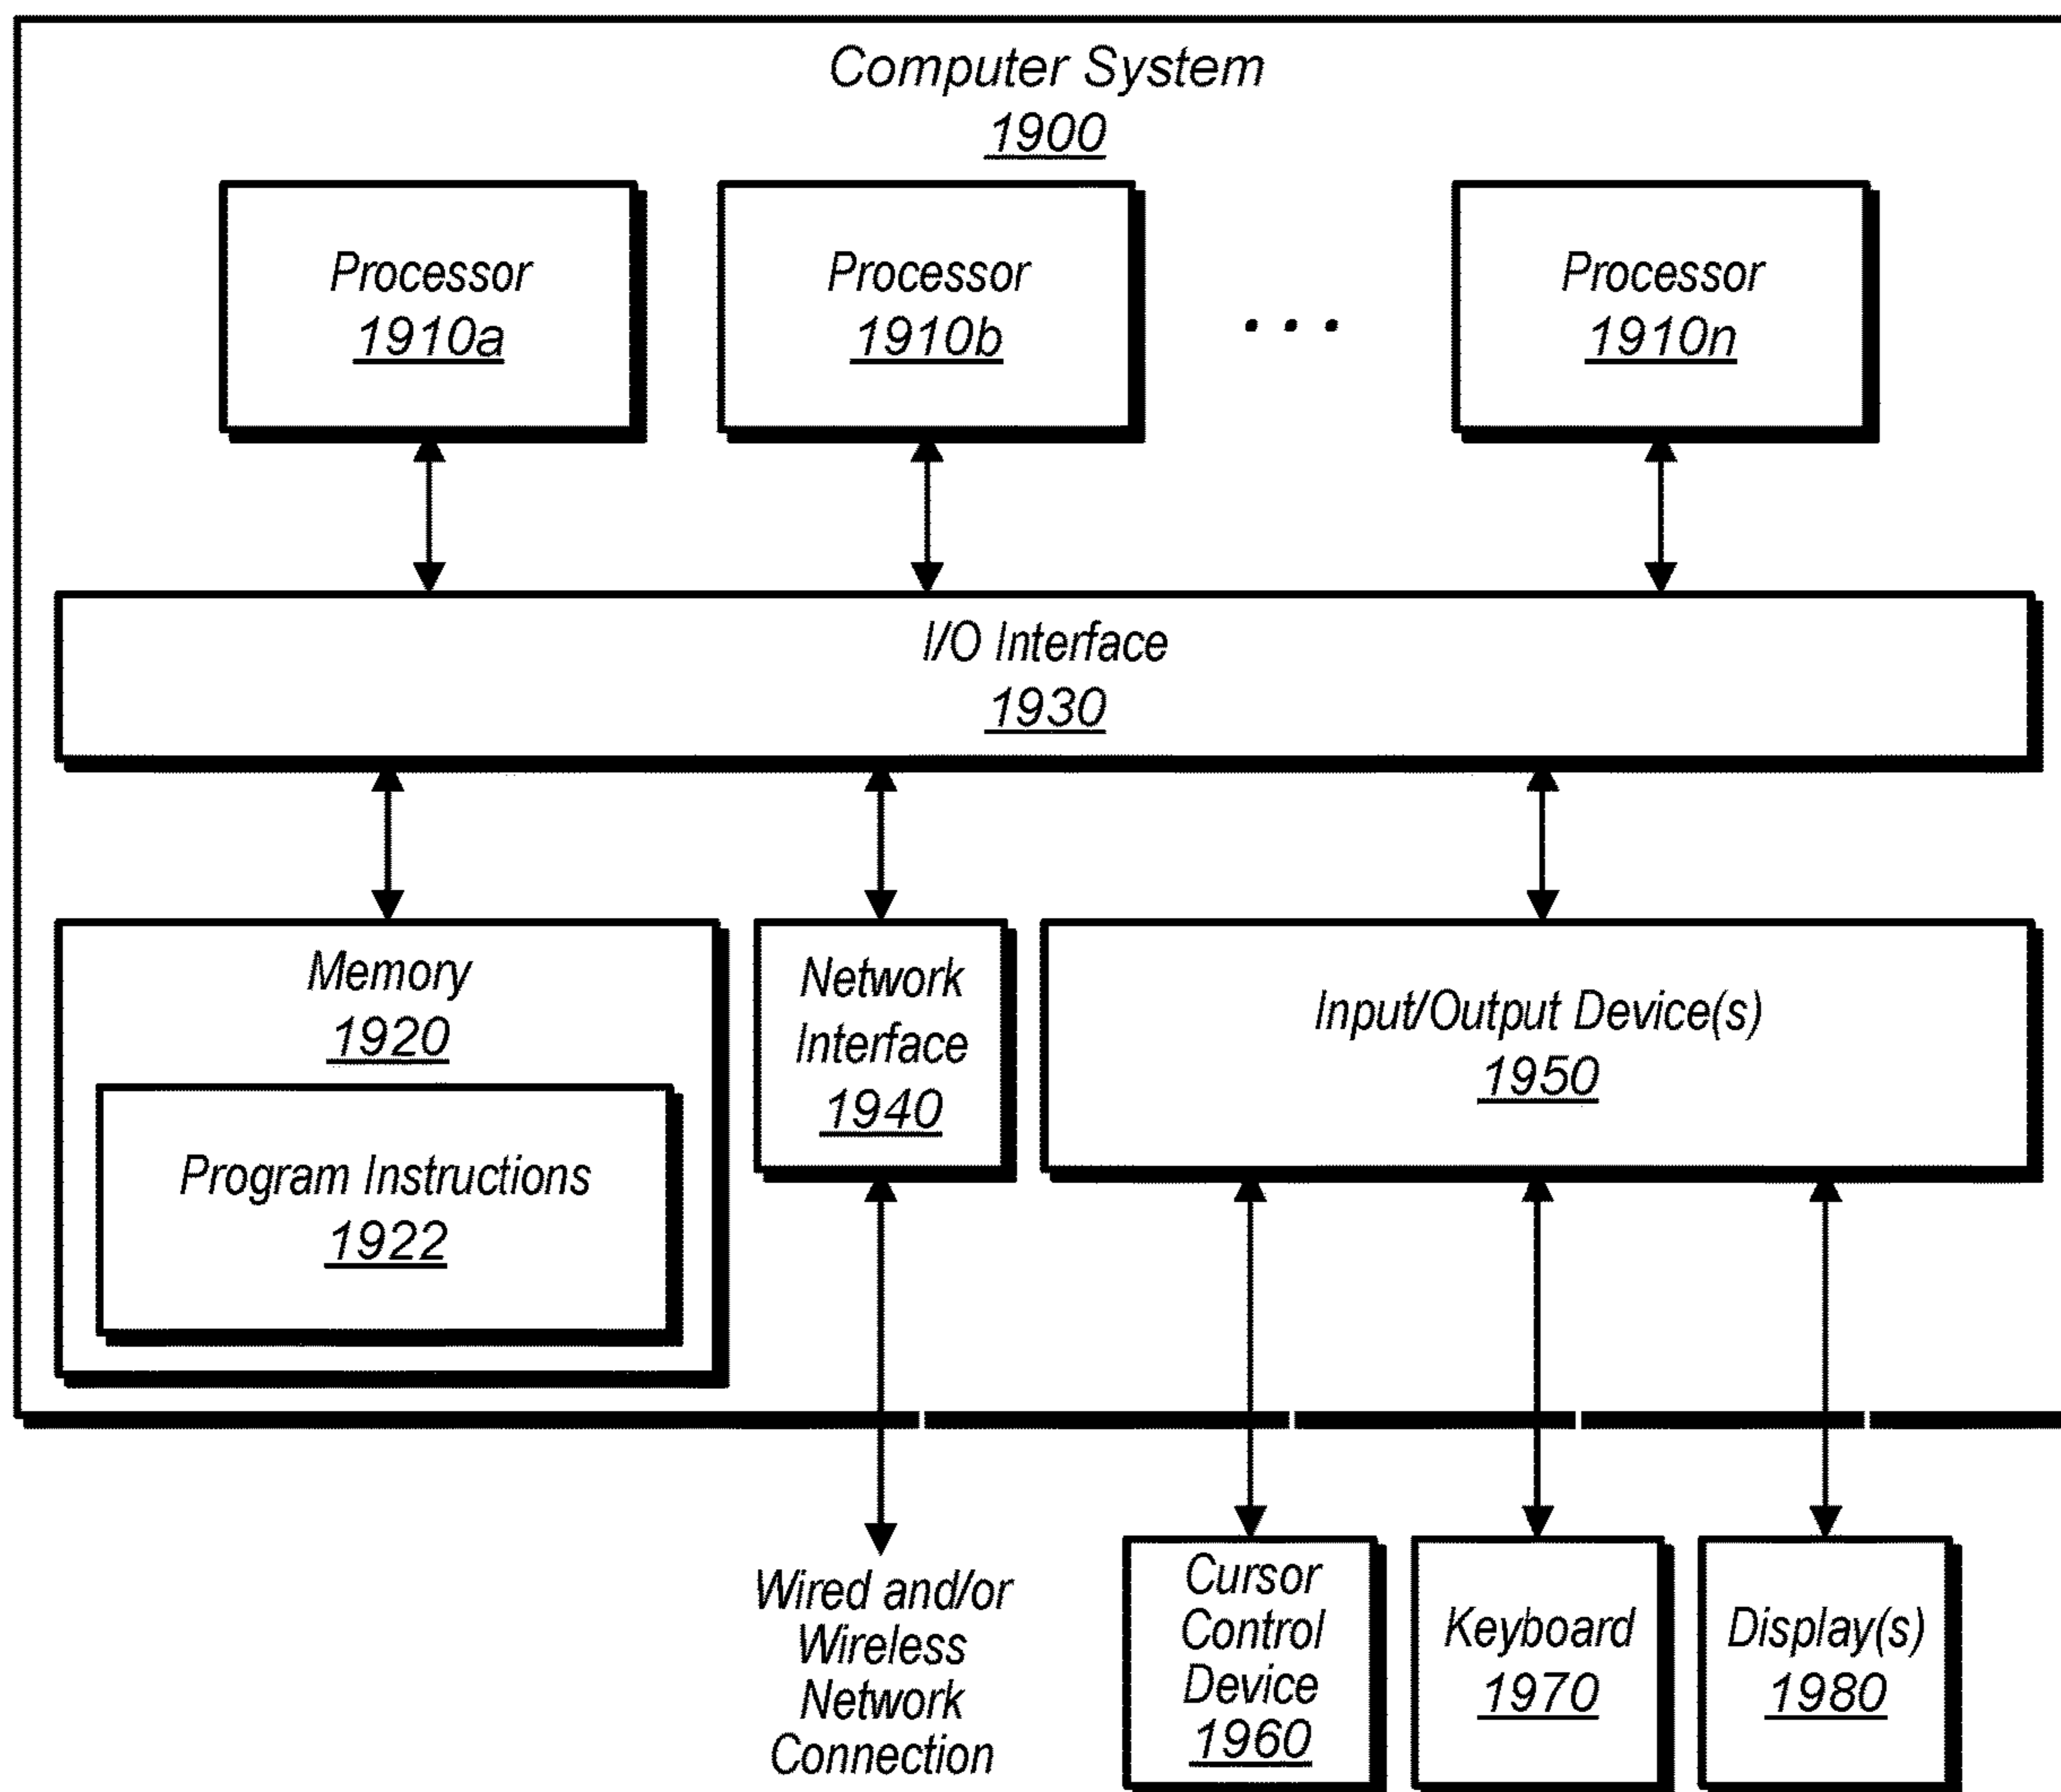 Computer System
1900
Processor
1910a
Processor
1910b
...
Processor
1910n
I/O Interface
1930
Memory
1920
Program Instructions
1922
Network
Interface
1940
Input/Output Device(s)
1950
Wired and/or
Wireless
Network
Connection
Cursor
Control
Device
1960
Keyboard
1970
Display(s)
1980